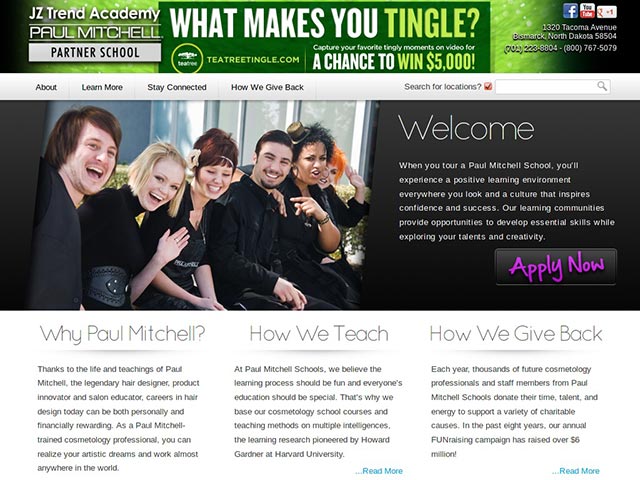 JZ Trend Academy
PAUL MITCHELL
PARTNER SCHOOL
WHAT MAKES YOU TINGLE?
teatree
TEATREETINGLE.COM
Capture your favorite tingly moments on video for
A CHANCE TO WIN $5,000!
You Tube
+1
1320 Tacoma Avenue
Bismarck, North Dakota 58504
(701) 223-8804 - (800) 767-5079
About
Learn More
Stay Connected
How We Give Back
Search for locations?
Welcome
When you tour a Paul Mitchell School, you'll
experience a positive learning environment
everywhere you look and a culture that inspires
confidence and success. Our learning communities
provide opportunities to develop essential skills while
exploring your talents and creativity.
Apply Now
Why Paul Mitchell?
Thanks to the life and teachings of Paul
Mitchell, the legendary hair designer, product
innovator and salon educator, careers in hair
design today can be both personally and
financially rewarding. As a Paul Mitchell-
trained cosmetology professional, you can
realize your artistic dreams and work almost
anywhere in the world.
How We Teach
At Paul Mitchell Schools, we believe the
learning process should be fun and everyone's
education should be special. That's why we
base our cosmetology school courses and
teaching methods on multiple intelligences,
the learning research pioneered by Howard
Gardner at Harvard University.
...Read More
How We Give Back
Each year, thousands of future cosmetology
professionals and staff members from Paul
Mitchell Schools donate their time, talent, and
energy to support a variety of charitable
causes. In the past eight years, our annual
FUNraising campaign has raised over $6
million!
...Read More